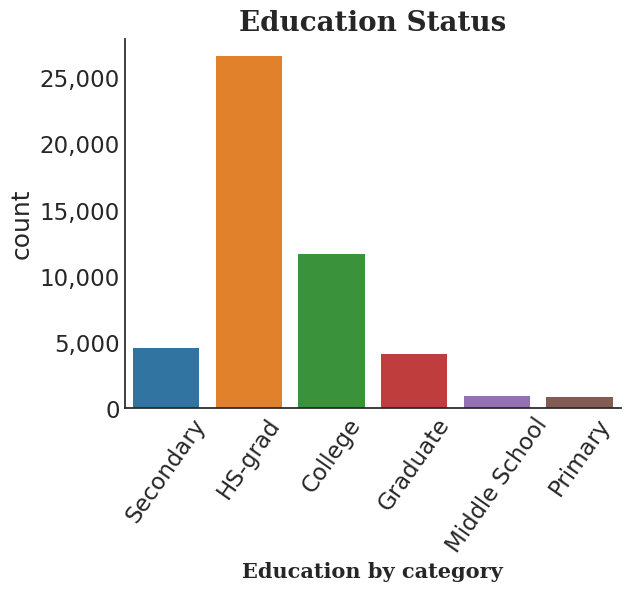 Education Status
count
25,000
20,000
15,000
10,000
5,000
0
Secondary
HS-grad
College
Graduate
Middle School
Primary
Education by category